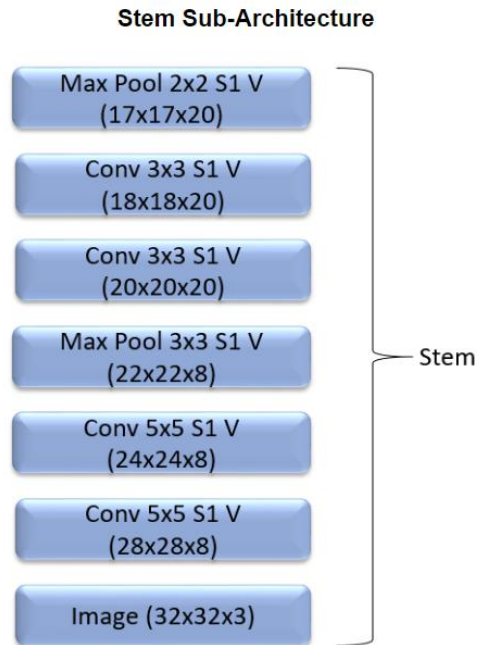 Stem Sub-Architecture
Max Pool 2x2 S1 V
(17x17x20)
Conv 3x3 S1 V
(18x18x20)
Conv 3x3 S1 V
(20x20x20)
Max Pool 3x3 S1 V
(22x22x8)
Conv 5x5 S1 V
(24x24x8)
Conv 5x5 S1 V
(28x28x8)
Image (32x32x3)
Stem